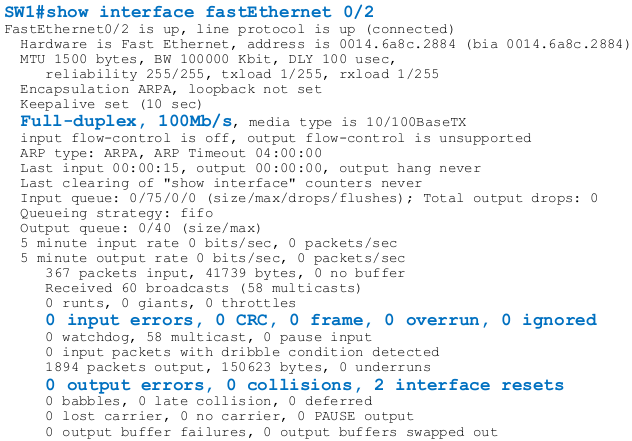 SW1#show interface fastEthernet 0/2
FastEthernet0/2 is up, line protocol is up (connected)
Hardware is Fast Ethernet, address is 0014.6a8c.2884 (bia 0014.6a8c.2884)
MTU 1500 bytes, BW 100000 Kbit, DLY 100 usec,
reliability 255/255, txload 1/255, rxload 1/255
Encapsulation ARPA, loopback not set
Keepalive set (10 sec)
Full-duplex, 100Mb/s, media type is 10/100BaseTX
input flow-control is off, output flow-control is unsupported
ARP type: ARPA, ARP Timeout 04:00:00
Last input 00:00:15, output 00:00:00, output hang never
Last clearing of "show interface" counters never
Input queue: 0/75/0/0 (size/max/drops/flushes); Total output drops: 0
Queueing strategy: fifo
Output queue: 0/40 (size/max)
5 minute input rate 0 bits/sec, 0 packets/sec
5 minute output rate 0 bits/sec, 0 packets/sec
367 packets input, 41739 bytes, 0 no buffer
Received 60 broadcasts (58 multicasts)
0 runts, 0 giants, 0 throttles
0 input errors, 0 CRC, 0 frame, 0 overrun, 0 ignored
0 watchdog, 58 multicast, 0 pause input
0 input packets with dribble condition detected
1894 packets output, 150623 bytes, 0 underruns
0 output errors, 0 collisions, 2 interface resets
0 babbles, 0 late collision, 0 deferred
0 lost carrier, 0 no carrier, 0 PAUSE output
0 output buffer failures, 0 output buffers swapped out